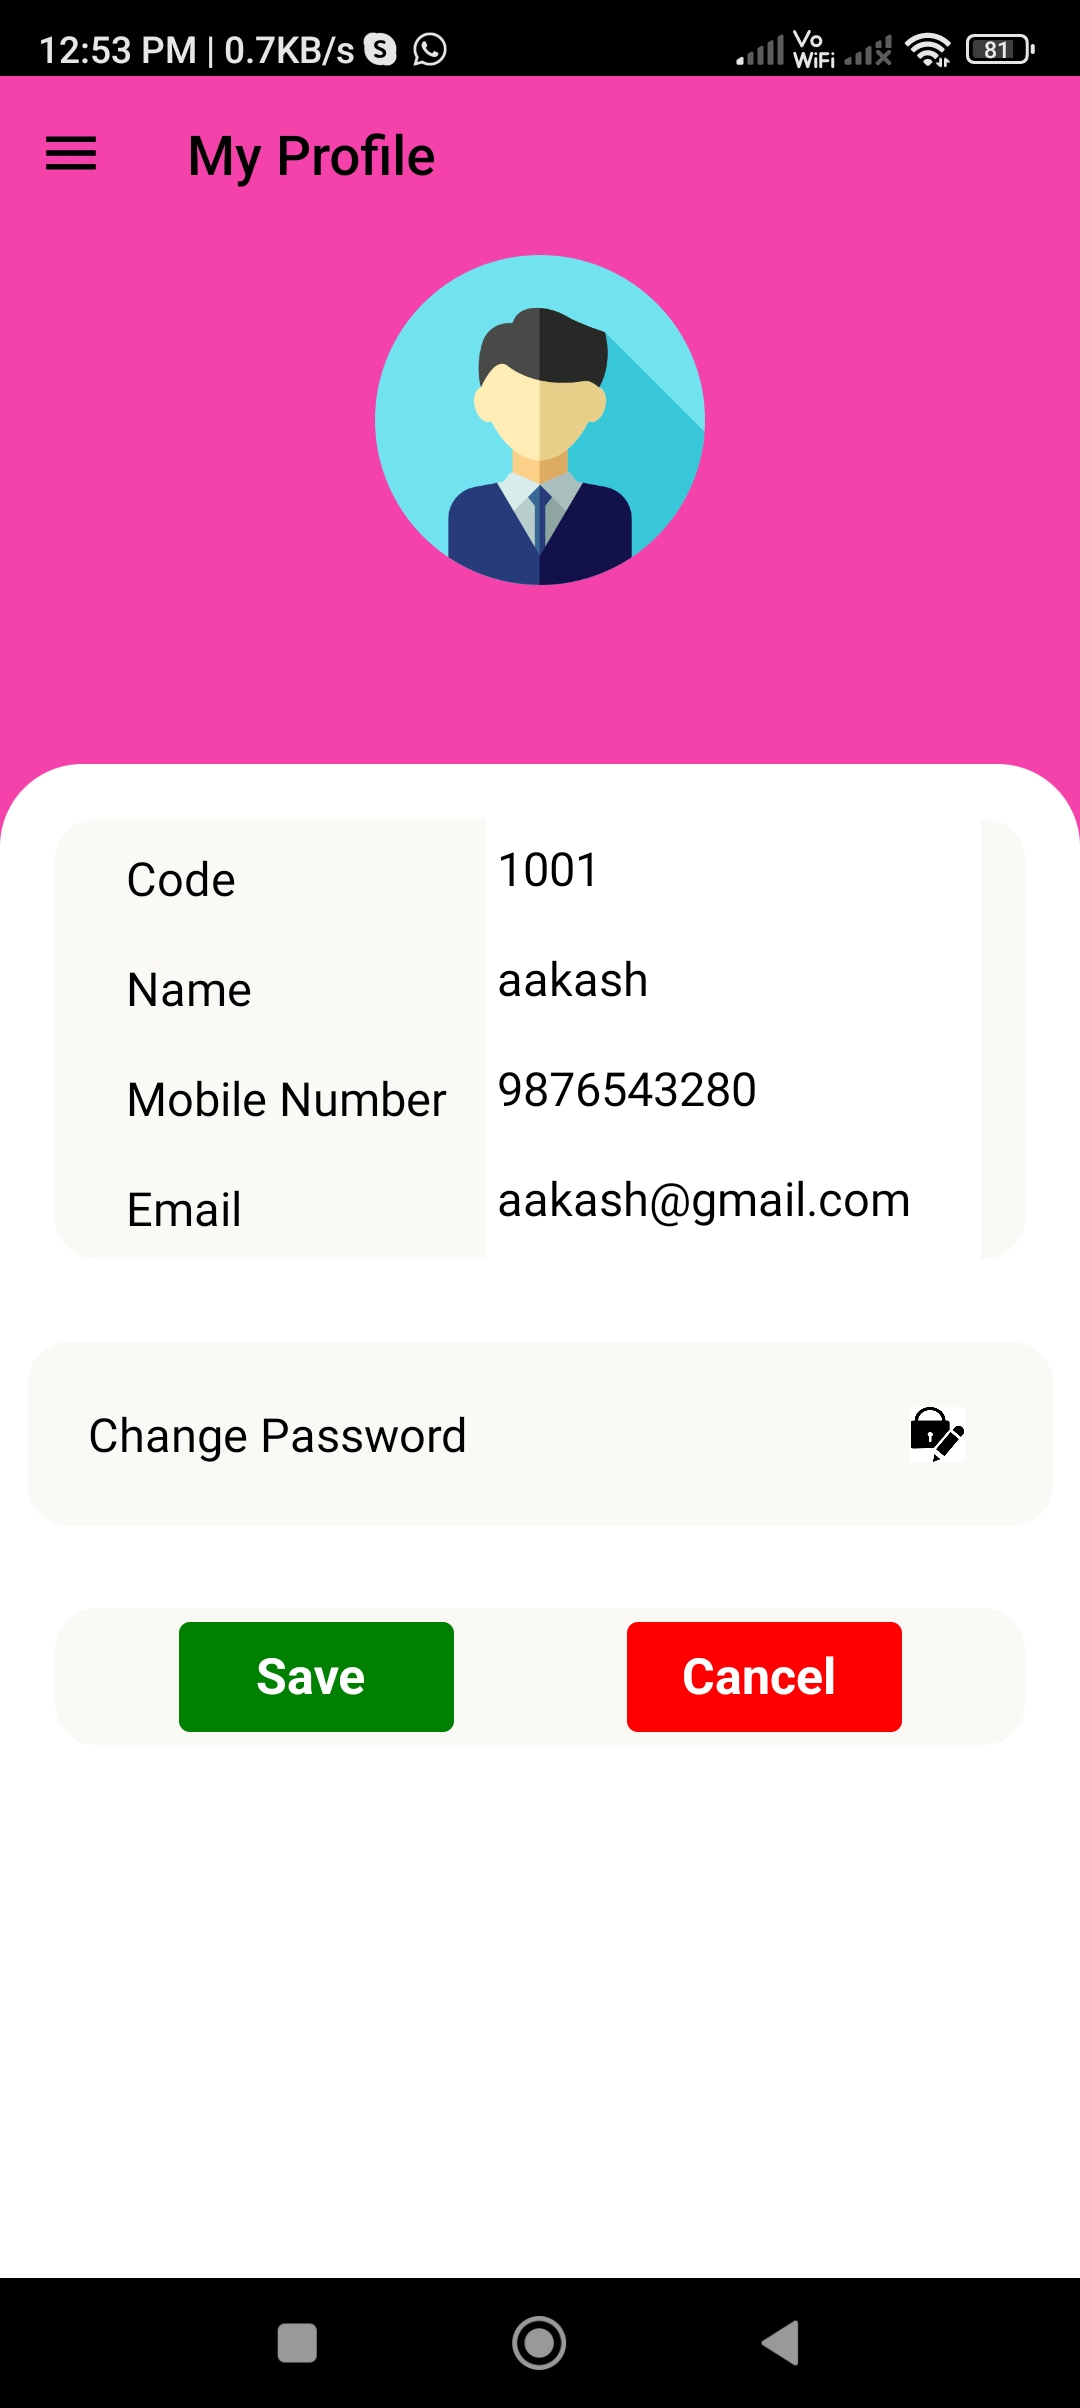 12:53 PM | 0.7KB/s S Vo WiFi 81
My Profile
Code 1001
Name aakash
Mobile Number 9876543280
Email aakash@gmail.com
Change Password
Save Cancel